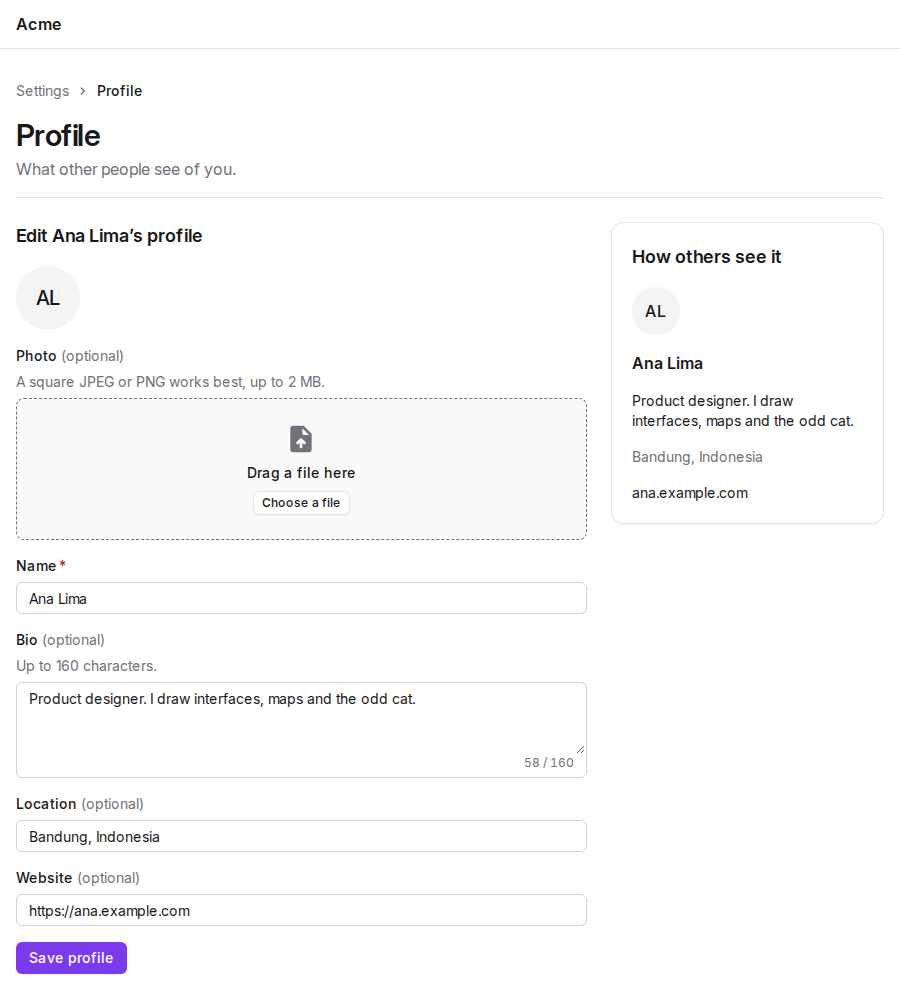 Acme
Settings > Profile
Profile
What other people see of you.
Edit Ana Lima’s profile
AL
Photo (optional)
A square JPEG or PNG works best, up to 2 MB.
Drag a file here
Choose a file
Name *
Ana Lima
Bio (optional)
Up to 160 characters.
Product designer. I draw interfaces, maps and the odd cat.
58 / 160
Location (optional)
Bandung, Indonesia
Website (optional)
https://ana.example.com
Save profile
How others see it
AL
Ana Lima
Product designer. I draw
interfaces, maps and the odd cat.
Bandung, Indonesia
ana.example.com